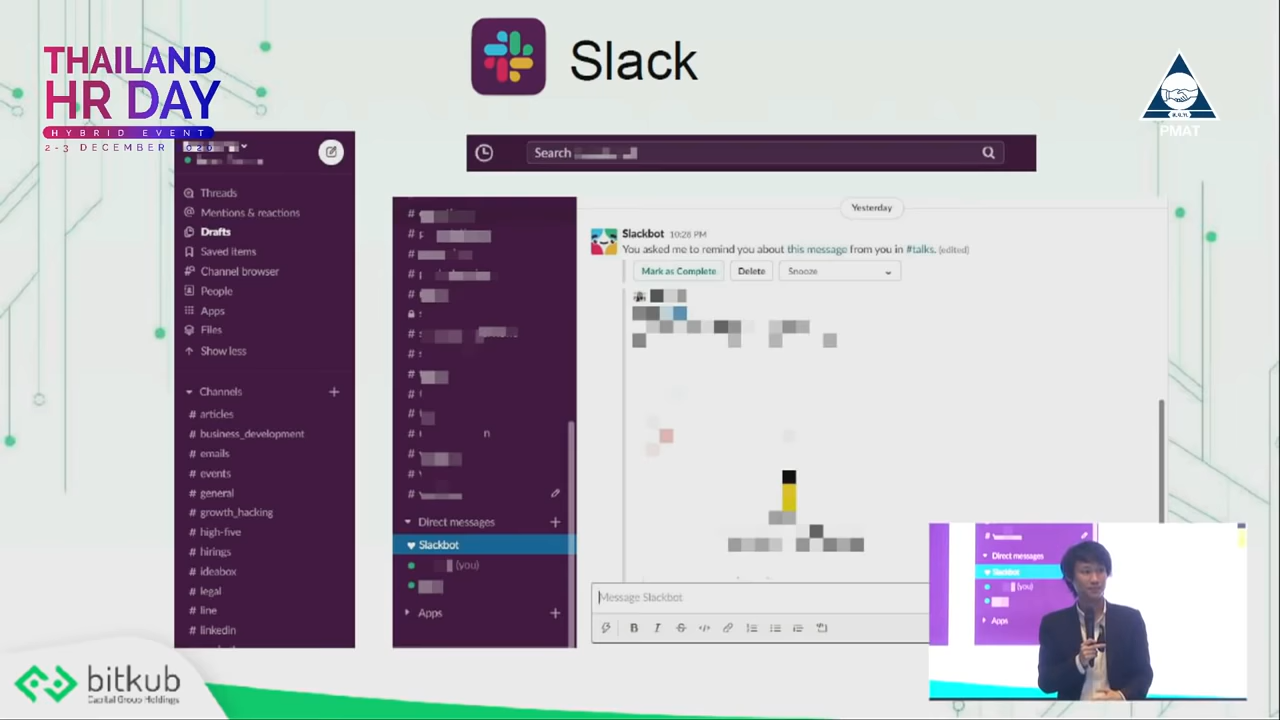 THAILAND
HR DAY
HYBRID EVENT
2-3 DECEMBER
Slack
K.U.N.
PMAT
Search
Threads
Mentions & reactions
Drafts
Saved items
Channel browser
People
Apps
Files
Show less
Channels
# articles
# business_development
# emails
# events
# general
# growth_hacking
# high-five
# hirings
# ideabox
# legal
# line
# linkedin
Direct messages
Slackbot
(you)
Apps
Yesterday
Slackbot 10:28 PM
You asked me to remind you about this message from you in #talks. (edited)
Mark as Complete Delete Snooze
Message Slackbot
Direct messages
Slackbot
(you)
Apps
bitkub
Capital Group Holdings